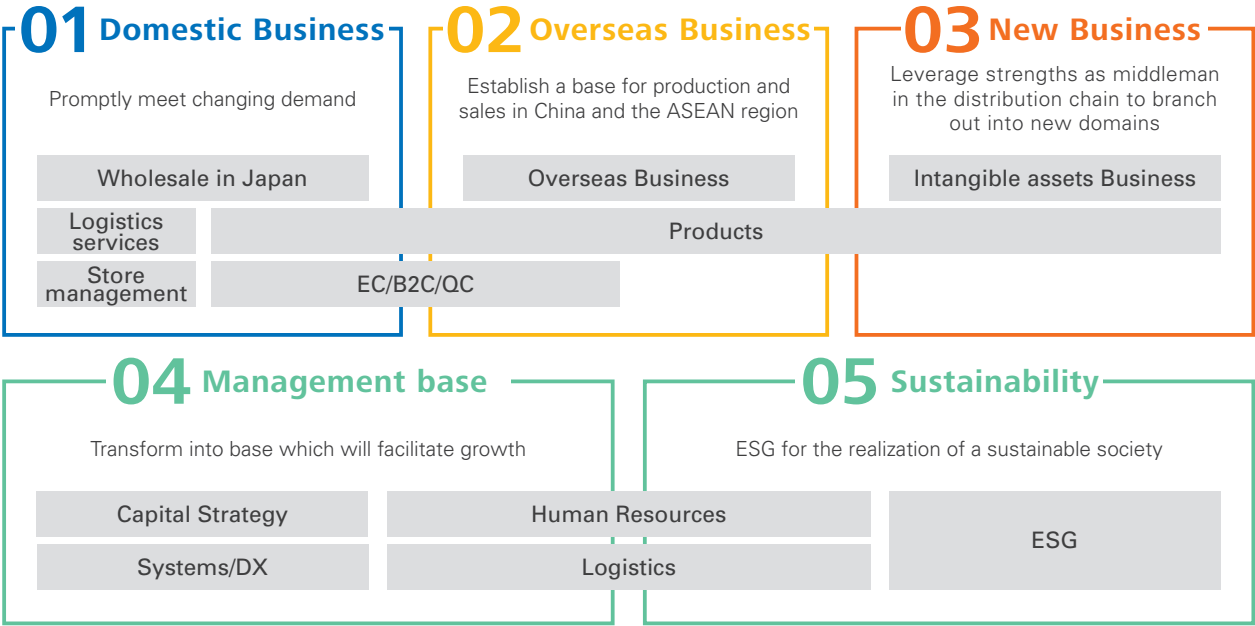 01 Domestic Business
Promptly meet changing demand
Wholesale in Japan
Logistics
services
Store
management
02 Overseas Business
Establish a base for production and
sales in China and the ASEAN region
Overseas Business
Products
EC/B2C/QC
03 New Business
Leverage strengths as middleman
in the distribution chain to branch
out into new domains
Intangible assets Business
04 Management base
Transform into base which will facilitate growth
Capital Strategy
Systems/DX
Human Resources
Logistics
05 Sustainability
ESG for the realization of a sustainable society
ESG